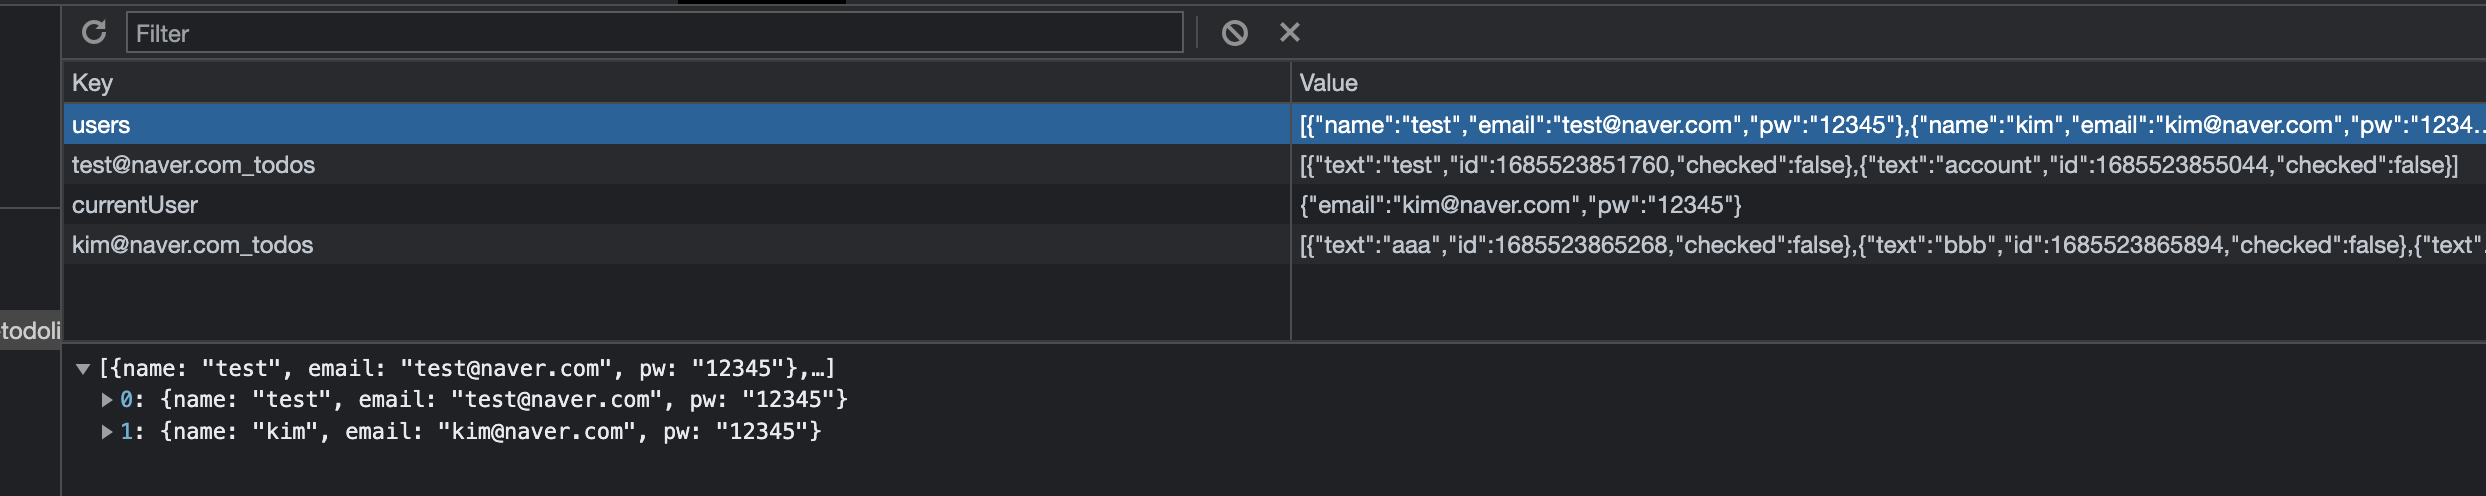 Filter
Key Value
users [{"name":"test","email":"test@naver.com","pw":"12345"},{"name":"kim","email":"kim@naver.com","pw":"1234…
test@naver.com_todos [{"text":"test","id":1685523851760,"checked":false},{"text":"account","id":1685523855044,"checked":false}]
currentUser {"email":"kim@naver.com","pw":"12345"}
kim@naver.com_todos [{"text":"aaa","id":1685523865268,"checked":false},{"text":"bbb","id":1685523865894,"checked":false},{"text"…
todoli
[{name: "test", email: "test@naver.com", pw: "12345"},…]
0: {name: "test", email: "test@naver.com", pw: "12345"}
1: {name: "kim", email: "kim@naver.com", pw: "12345"}